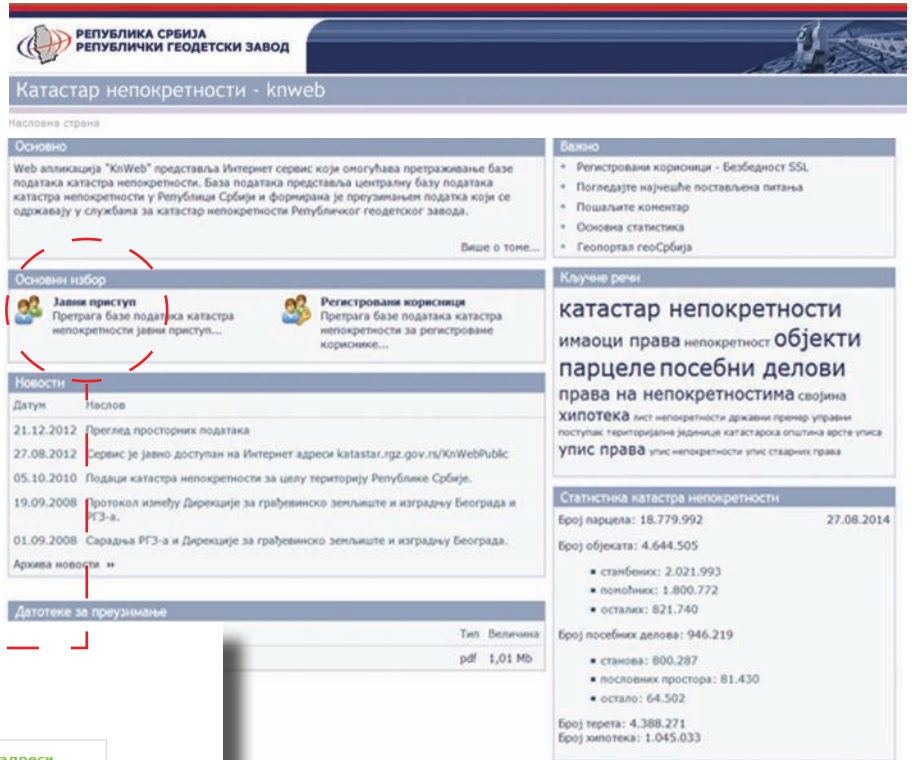 РЕПУБЛИКА СРБИЈА
РЕПУБЛИЧКИ ГЕОДЕТСКИ ЗАВОД
Катастар непокретности - knweb
Насловна страна
Основно
Web апликација "KnWeb" представља Интернет сервис који омогућава претраживање базе
података катастра непокретности. База података представља централну базу података
катастра непокретности у Републици Србији и формирана је преузимањем податка који се
одржавају у службама за катастар непокретности Републичког геодетског завода.
Више о томе...
Основни избор
Јавни приступ
Претрага базе података катастра
непокретности јавни приступ...
Регистровани корисници
Претрага базе података катастра
непокретности за регистроване
кориснике...
Новости
Датум Наслов
21.12.2012 Преглед просторних података
27.08.2012 Сервис је јавно доступан на Интернет адреси katastar.rgz.gov.rs/KnWebPublic
05.10.2010 Подаци катастра непокретности за целу територију Републике Србије.
19.09.2008 Протокол између Дирекције за грађевинско земљиште и изградњу Београда и
РГЗ-а.
01.09.2008 Сарадња РГЗ-а и Дирекције за грађевинско земљиште и изградњу Београда.
Архива новости »
Датотеке за преузимање
Тип Величина
pdf 1,01 Mb
адреси
Важно
Регистровани корисници - Безбедност SSL
Погледајте најчешће постављена питања
Пошаљите коментар
Основна статистика
Геопортал геоСрбија
Кључне речи
катастар непокретности
имаоци права непокретност објекти
парцеле посебни делови
права на непокретностима својина
хипотека лист непокретности државни премер управни
поступак територијалне јединице катастарска општина врсте уписа
упис права упис непокретности упис стварних права
Статистика катастра непокретности
Број парцела: 18.779.992 27.08.2014
Број објеката: 4.644.505
стамбених: 2.021.993
помоћних: 1.800.772
осталих: 821.740
Број посебних делова: 946.219
станова: 800.287
пословних простора: 81.430
остало: 64.502
Број терета: 4.388.271
Број хипотека: 1.045.033